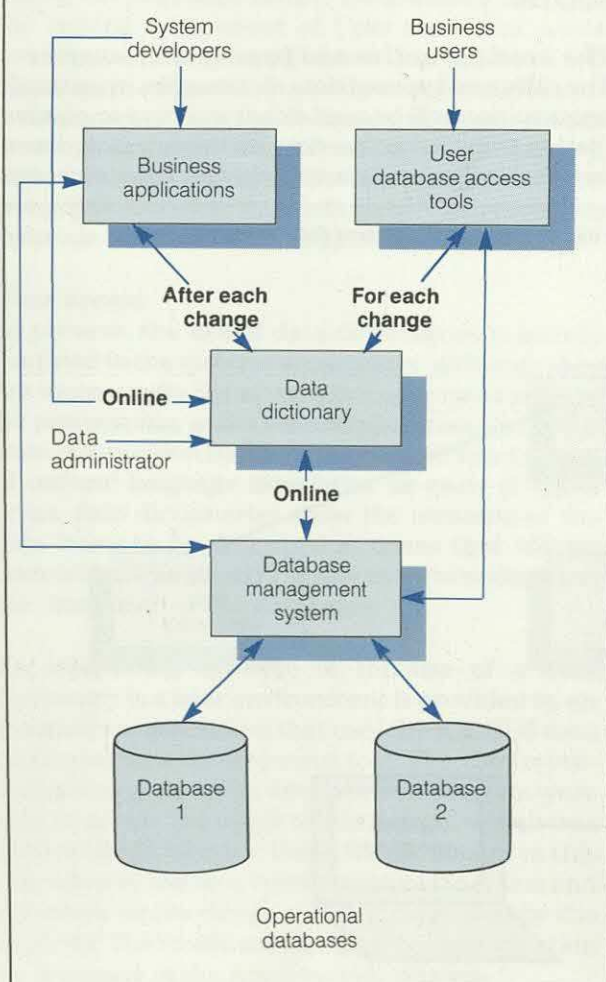 System
developers
Business
users
Business
applications
User
database access
tools
After each
change
For each
change
Online
Data
dictionary
Data
administrator
Online
Database
management
system
Database
1
Database
2
Operational
databases